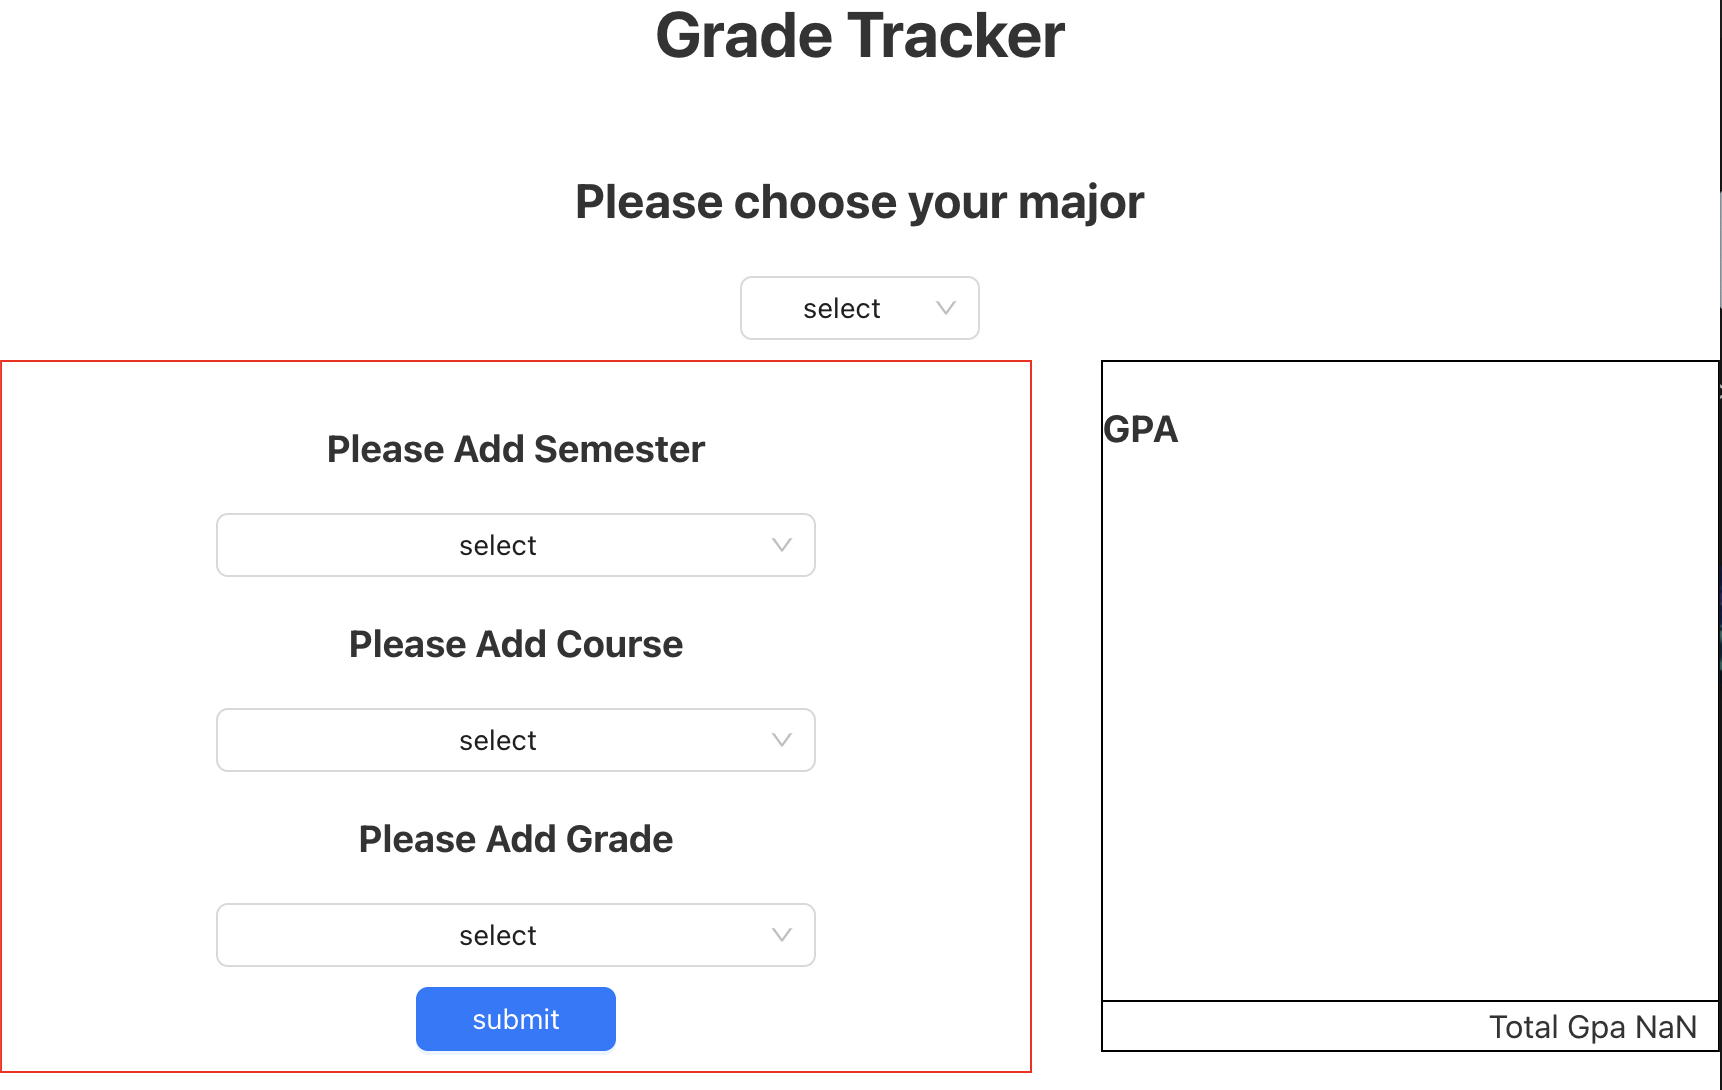 Grade Tracker
Please choose your major
select
Please Add Semester
select
Please Add Course
select
Please Add Grade
select
submit
GPA
Total Gpa NaN